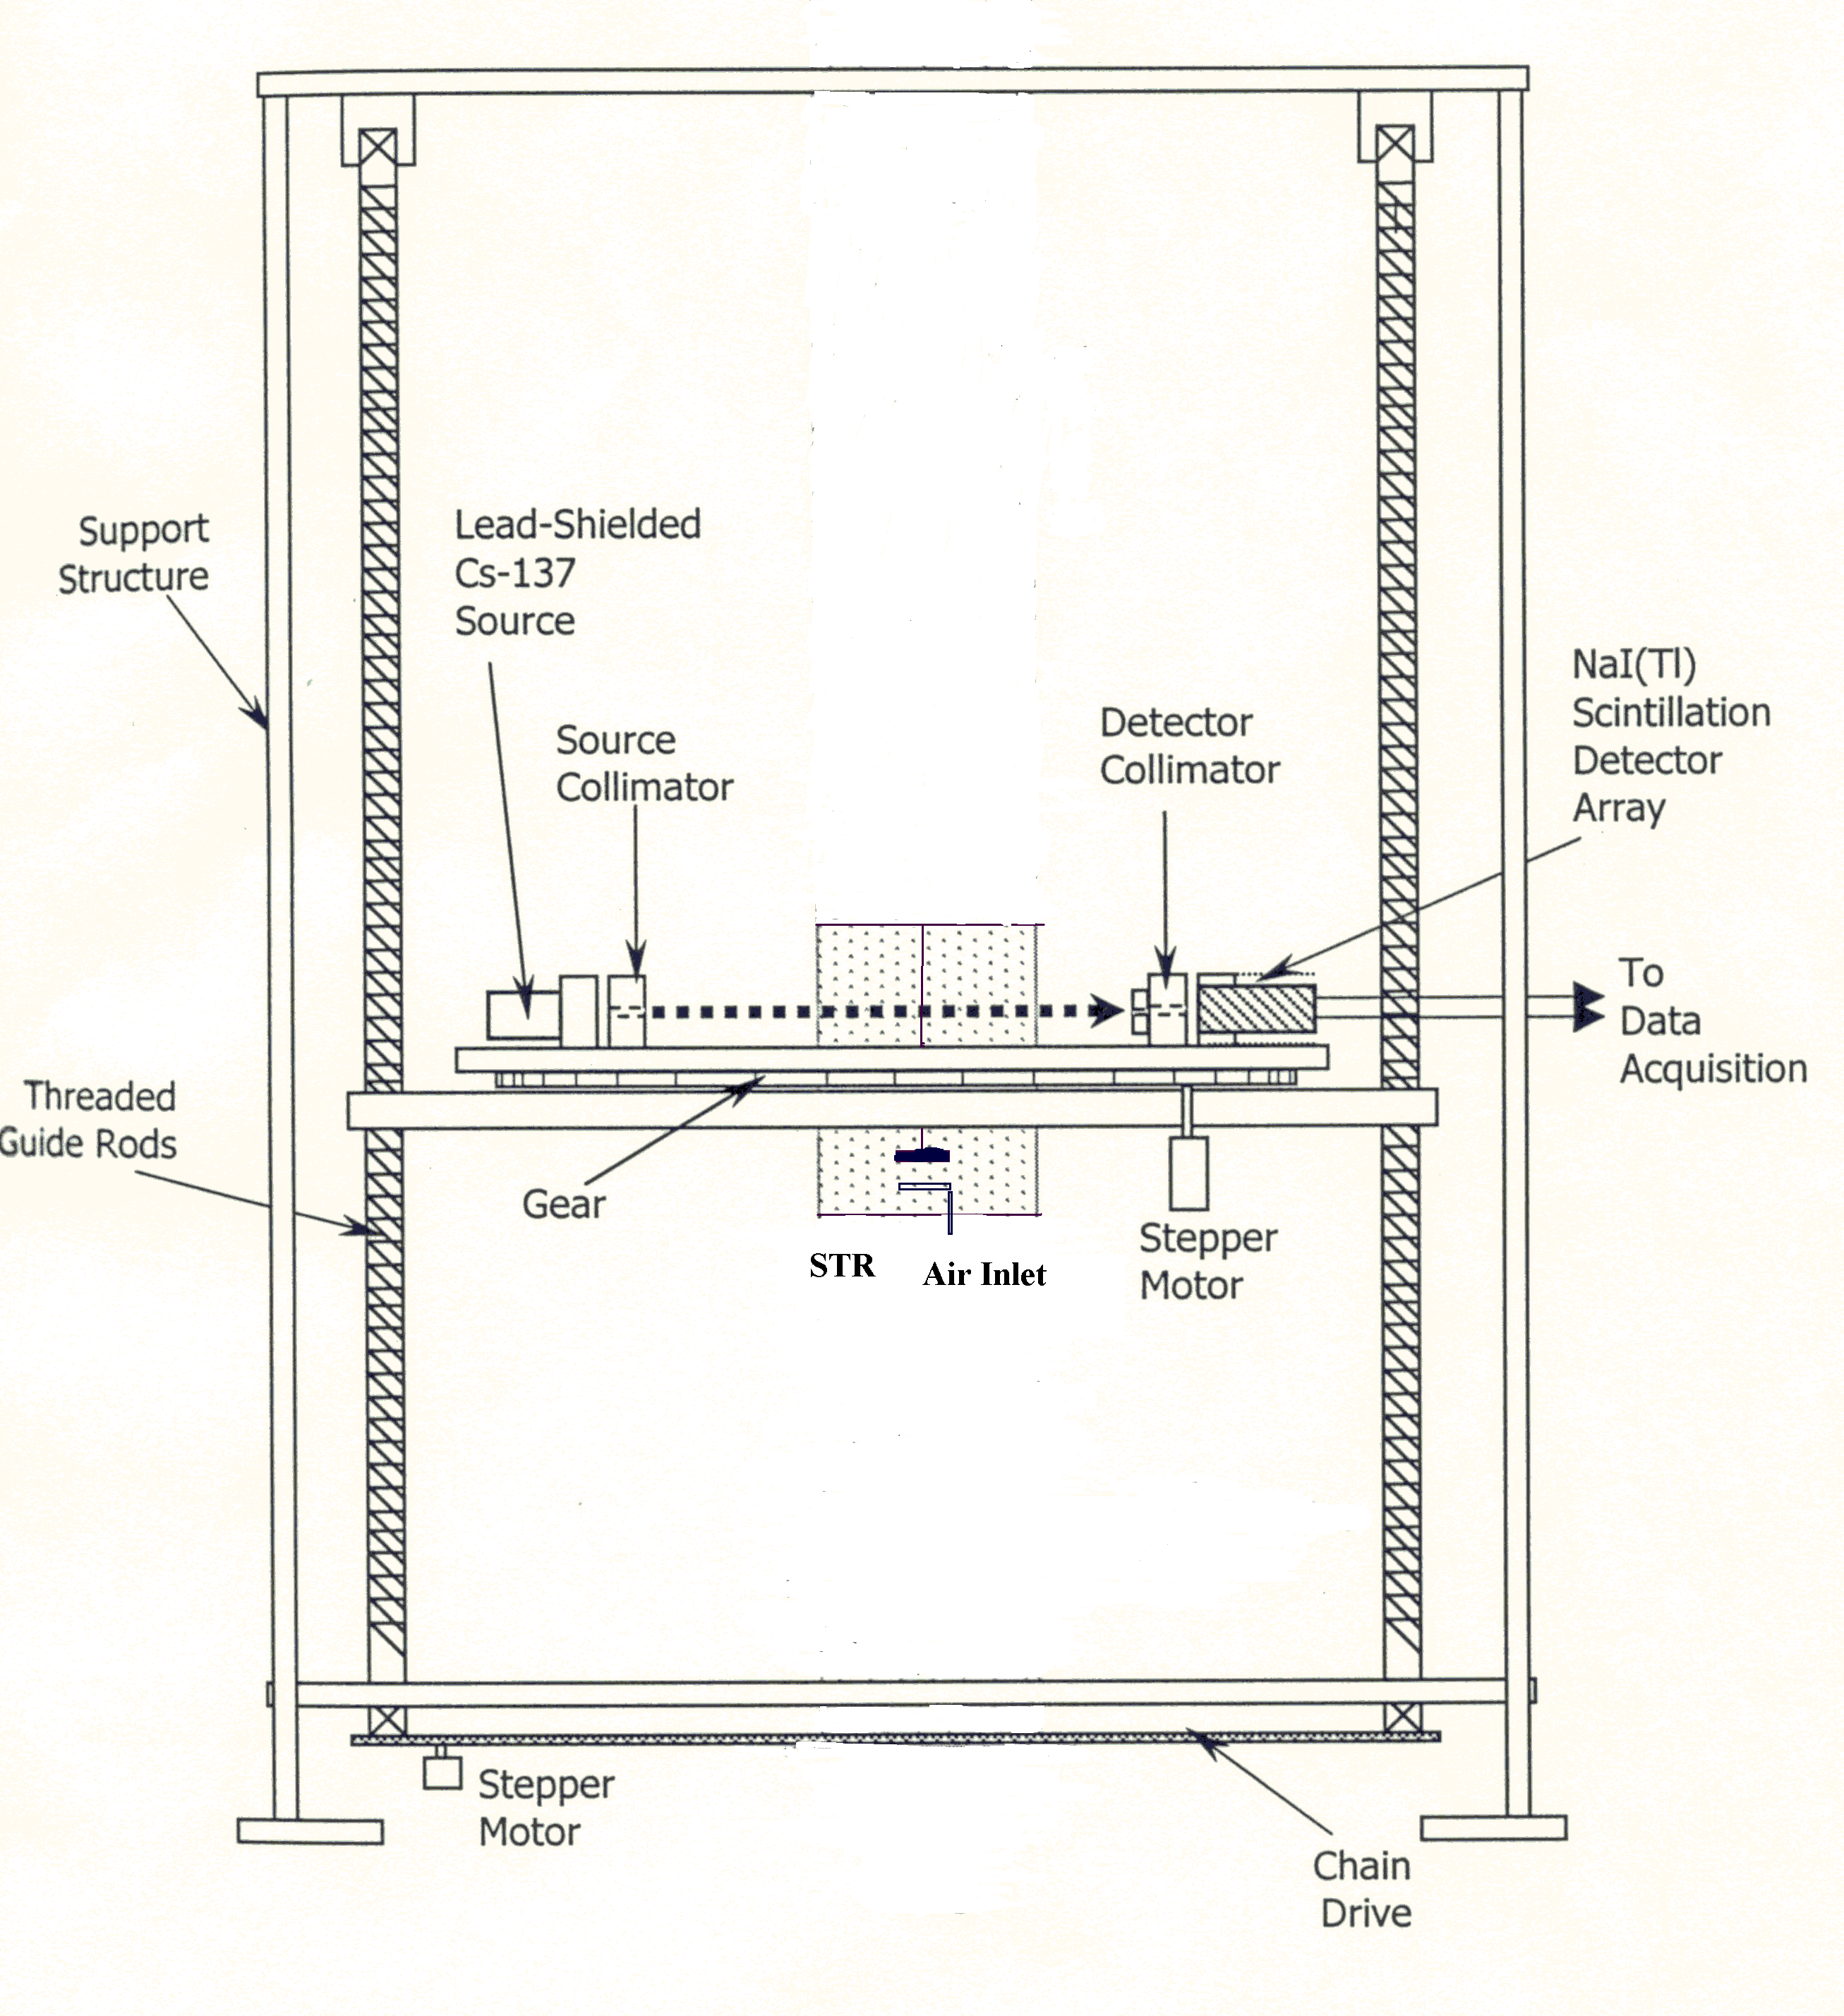 Support
Structure
Lead-Shielded
Cs-137
Source
Source
Collimator
Detector
Collimator
NaI(Tl)
Scintillation
Detector
Array
To
Data
Acquisition
Threaded
Guide Rods
Gear
STR
Air Inlet
Stepper
Motor
Stepper
Motor
Chain
Drive